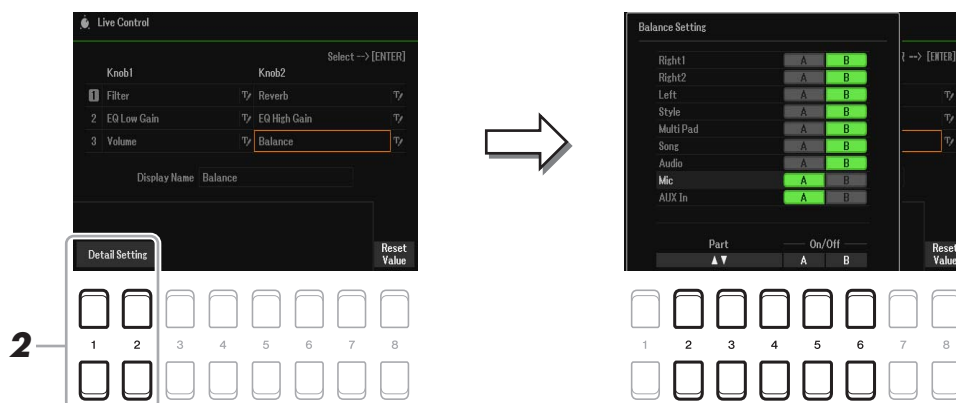 Live Control
Select --> [ENTER]
Knob1 Knob2
1 Filter Reverb
2 EQ Low Gain EQ High Gain
3 Volume Balance
Display Name Balance
Detail Setting
Reset
Value
2
1 2 3 4 5 6 7 8
Balance Setting
--> [ENTER]
Right1 A B
Right2 A B
Left A B
Style A B
Multi Pad A B
Song A B
Audio A B
Mic A B
AUX In A B
Part On/Off
▲▼ A B
Reset
Value
1 2 3 4 5 6 7 8